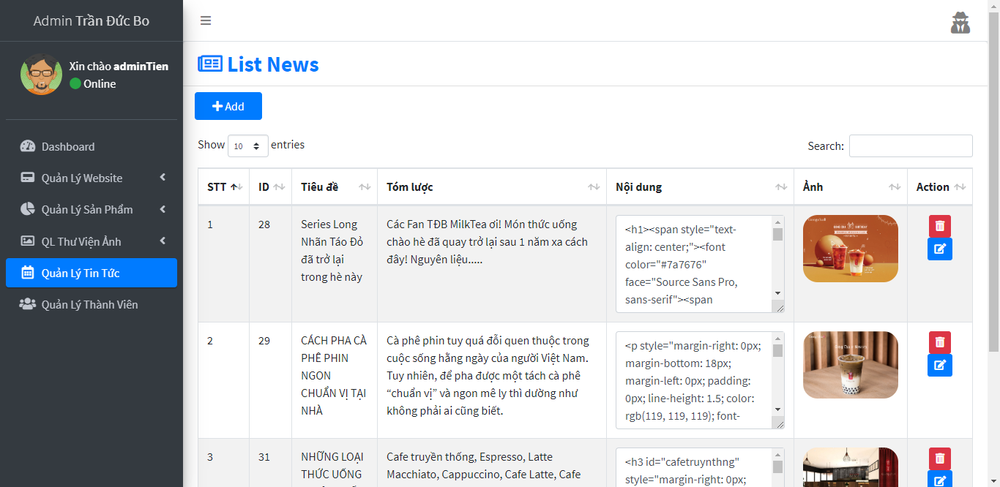 Admin Trần Đức Bo
Xin chào adminTien
Online
Dashboard
Quản Lý Website
Quản Lý Sản Phẩm
QL Thư Viện Ảnh
Quản Lý Tin Tức
Quản Lý Thành Viên
List News
Add
Show 10 entries
Search:
STT ID Tiêu đề Tóm lược Nội dung Ảnh Action
1 28
Series Long
Nhãn Táo Đỏ
đã trở lại
trong hè này
Các Fan TĐB MilkTea ơi! Món thức uống
chào hè đã quay trở lại sau 1 năm xa cách
đây! Nguyên liệu.....
<h1><span style="text-
align: center;"><font
color="#7a7676"
face="Source Sans Pro,
sans-serif"><span
2 29
CÁCH PHA CÀ
PHÊ PHIN
NGON
CHUẨN VỊ TẠI
NHÀ
Cà phê phin tuy quá đỗi quen thuộc trong
cuộc sống hằng ngày của người Việt Nam.
Tuy nhiên, để pha được một tách cà phê
“chuẩn vị” và ngon mê ly thì dường như
không phải ai cũng biết.
<p style="margin-right: 0px;
margin-bottom: 18px;
margin-left: 0px; padding:
0px; line-height: 1.5; color:
rgb(119, 119, 119); font-
3 31
NHỮNG LOẠI
THỨC UỐNG
Cafe truyền thống, Espresso, Latte
Macchiato, Cappuccino, Cafe Latte, Cafe
<h3 id="cafetruynthng"
style="margin-right: 0px;